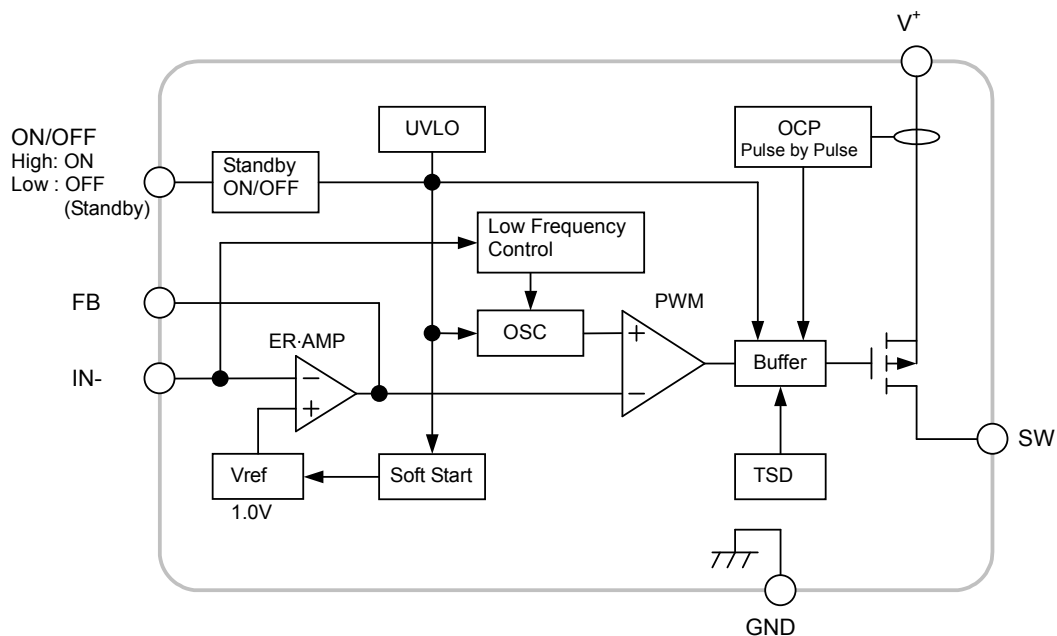 V+
ON/OFF
High: ON
Low : OFF
(Standby)
Standby
ON/OFF
UVLO
OCP
Pulse by Pulse
Low Frequency
Control
FB
OSC
PWM
+
−
Buffer
IN-
ER·AMP
−
+
SW
Vref
1.0V
Soft Start
TSD
GND